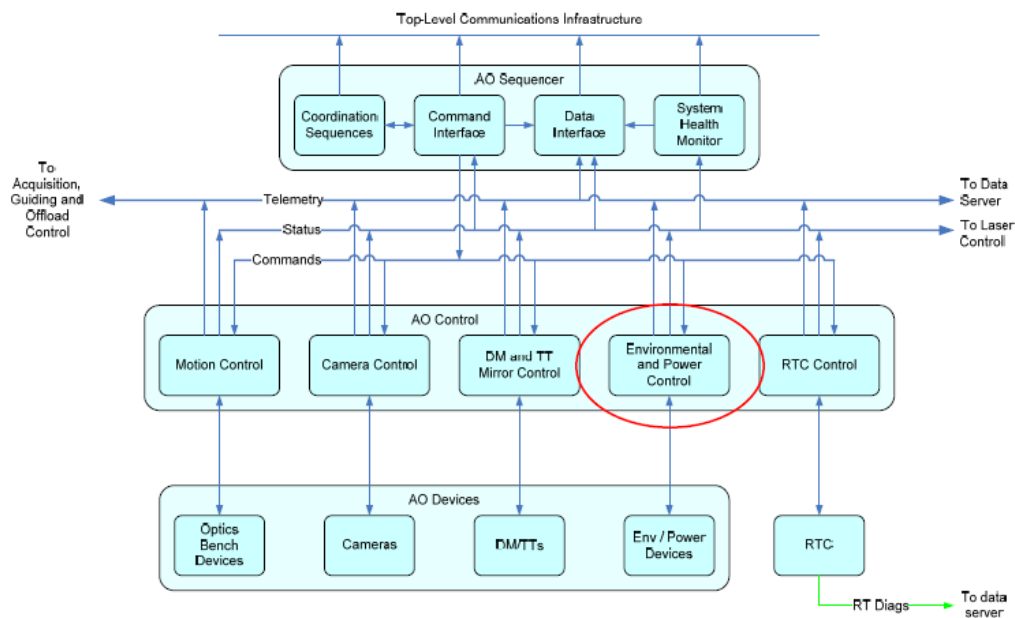 Top-Level Communications Infrastructure
AO Sequencer
Coordination
Sequences
Command
Interface
Data
Interface
System
Health
Monitor
To
Acquisition,
Guiding and
Offload
Control
Telemetry
To Data
Server
Status
To Laser
Control
Commands
AO Control
Motion Control
Camera Control
DM and TT
Mirror Control
Environmental
and Power
Control
RTC Control
AO Devices
Optics
Bench
Devices
Cameras
DM/TTs
Env / Power
Devices
RTC
RT Diags
To data
server